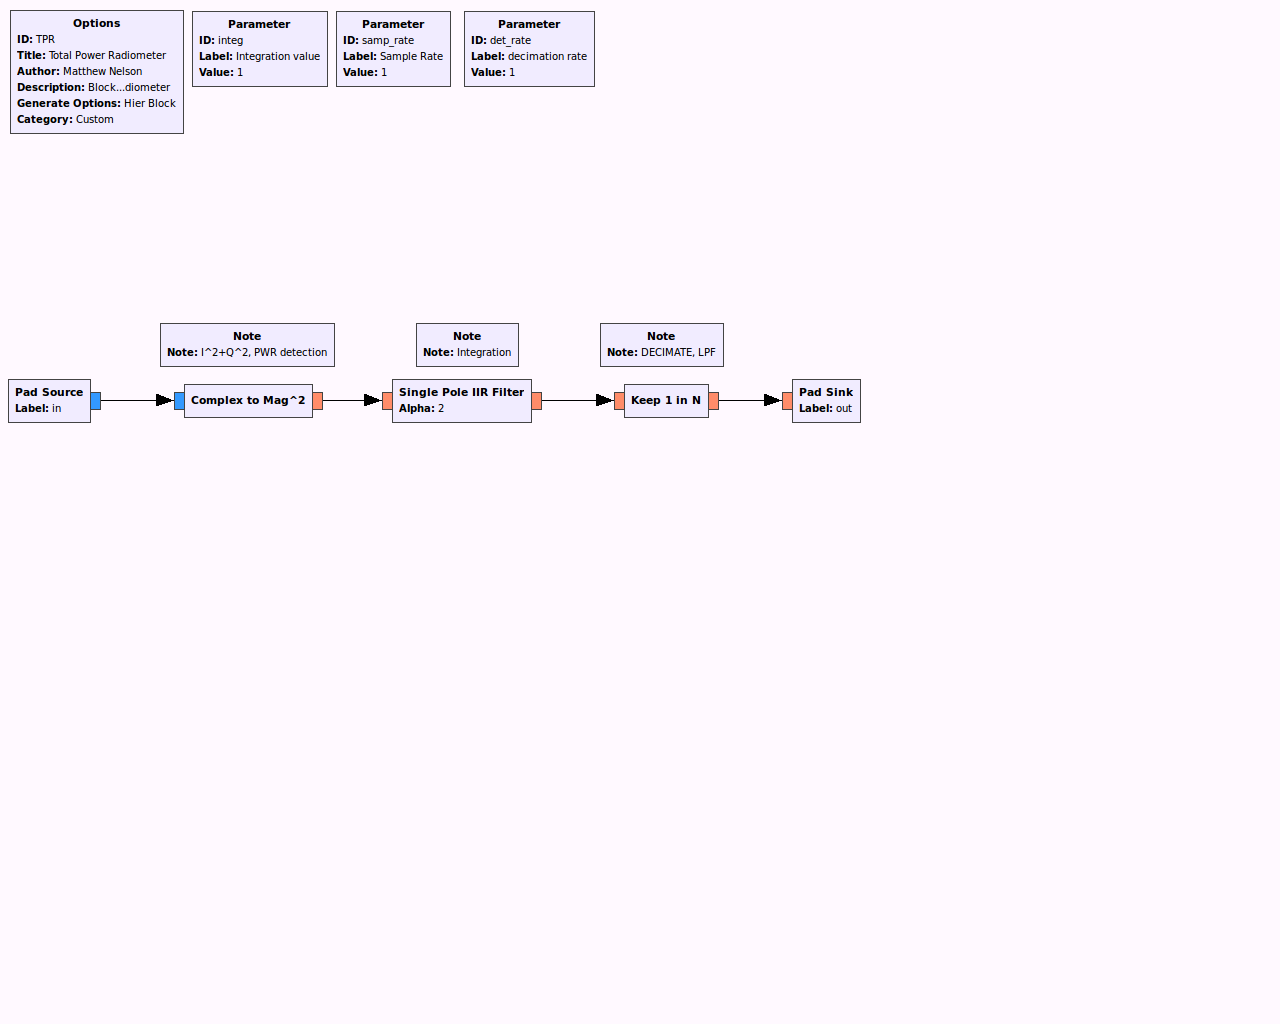 Options
ID: TPR
Title: Total Power Radiometer
Author: Matthew Nelson
Description: Block...diometer
Generate Options: Hier Block
Category: Custom
Parameter
ID: integ
Label: Integration value
Value: 1
Parameter
ID: samp_rate
Label: Sample Rate
Value: 1
Parameter
ID: det_rate
Label: decimation rate
Value: 1
Note
Note: I^2+Q^2, PWR detection
Note
Note: Integration
Note
Note: DECIMATE, LPF
Pad Source
Label: in
Complex to Mag^2
Single Pole IIR Filter
Alpha: 2
Keep 1 in N
Pad Sink
Label: out